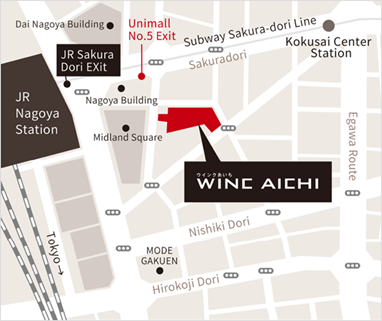 Dai Nagoya Building
Unimall
No.5 Exit
Subway Sakura-dori Line
Kokusai Center
Station
JR Sakura
Dori EXit
Sakuradori
JR
Nagoya
Station
Nagoya Building
Midland Square
Egawa Route
ウインクあいち
WINC AICHI
Tokyo→
Nishiki Dori
MODE
GAKUEN
Hirokoji Dori